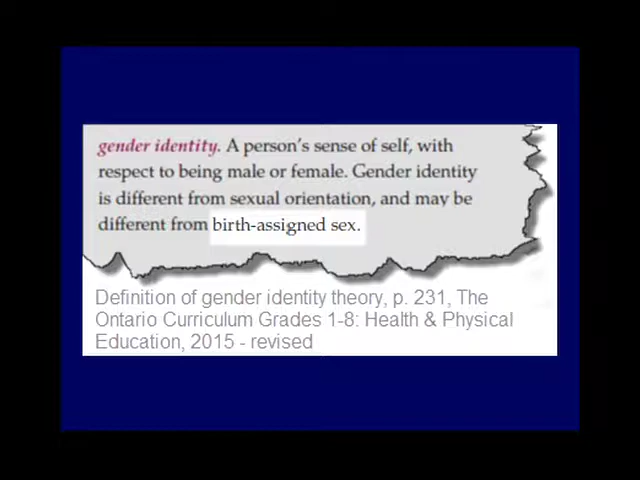 gender identity. A person's sense of self, with
respect to being male or female. Gender identity
is different from sexual orientation, and may be
different from birth-assigned sex.
Definition of gender identity theory, p. 231, The
Ontario Curriculum Grades 1-8: Health & Physical
Education, 2015 - revised